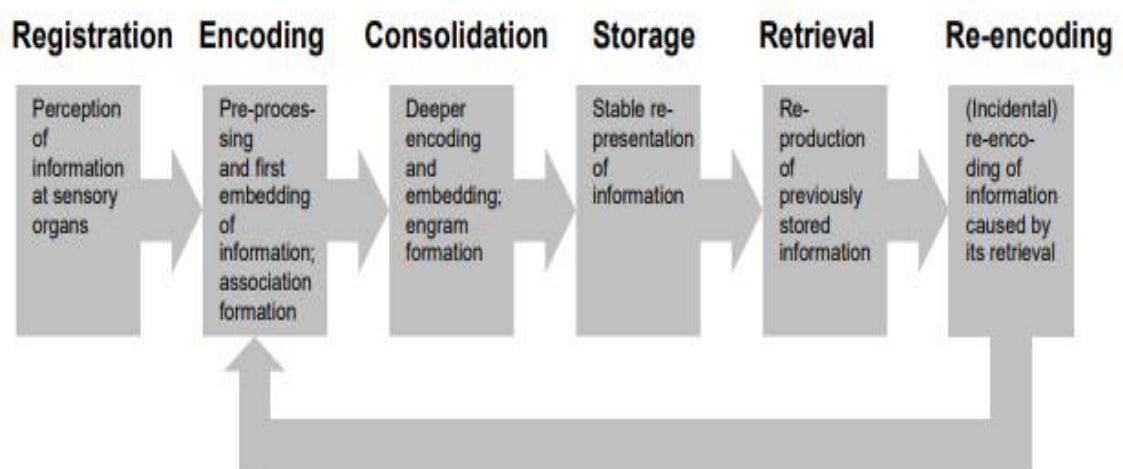 Registration Encoding Consolidation Storage Retrieval Re-encoding
Perception
of
information
at sensory
organs
Pre-proces-
sing
and first
embedding
of
information;
association
formation
Deeper
encoding
and
embedding;
engram
formation
Stable re-
presentation
of
information
Re-
production
of
previously
stored
information
(Incidental)
re-enco-
ding of
information
caused by
its retrieval